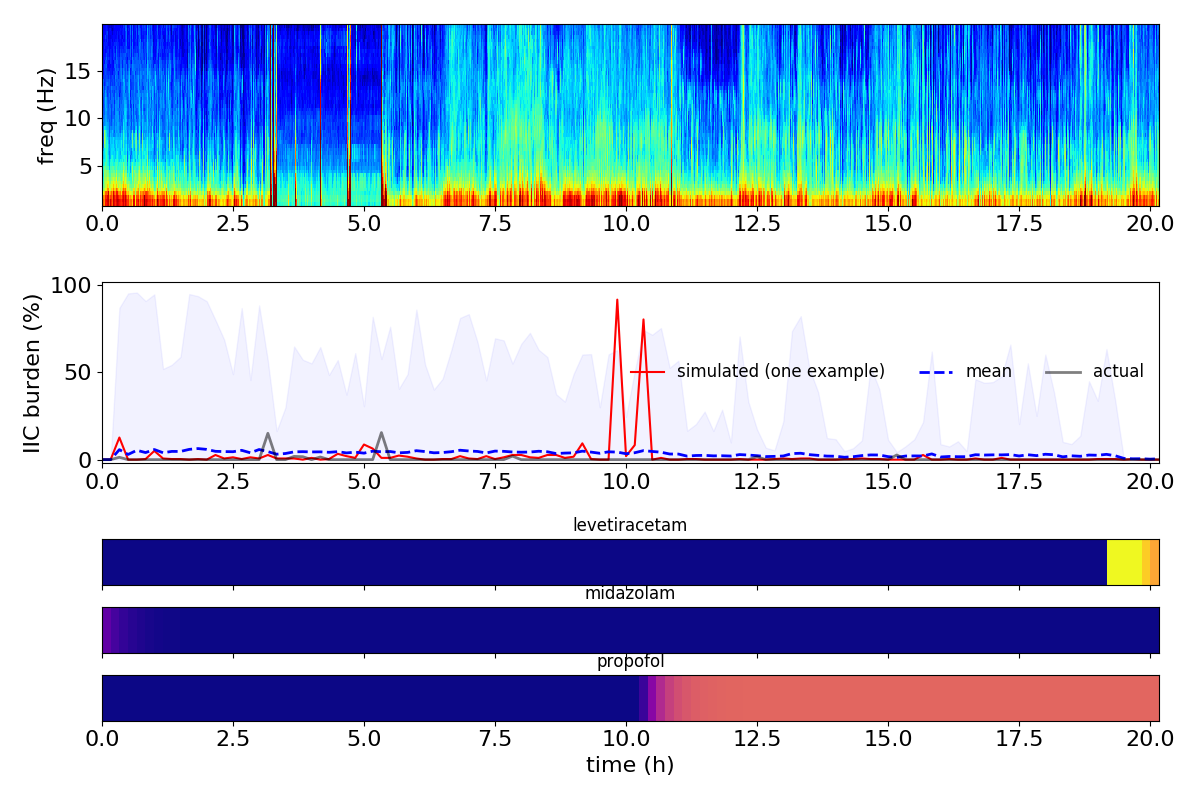 freq (Hz)
15
10
5
0.0 2.5 5.0 7.5 10.0 12.5 15.0 17.5 20.0
IIC burden (%)
100
50
0
simulated (one example) mean actual
0.0 2.5 5.0 7.5 10.0 12.5 15.0 17.5 20.0
levetiracetam
midazolam
propofol
0.0 2.5 5.0 7.5 10.0 12.5 15.0 17.5 20.0
time (h)